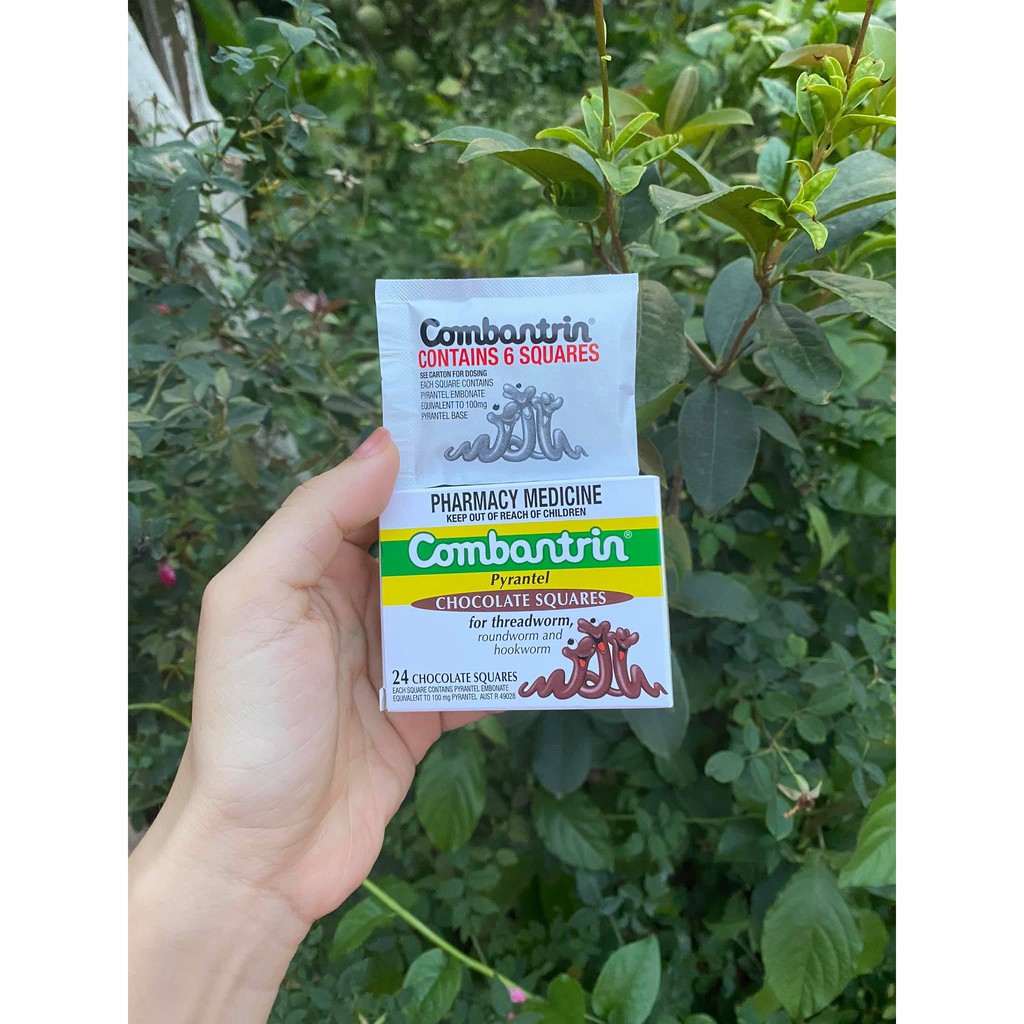 Combantrin®
CONTAINS 6 SQUARES
SEE CARTON FOR DOSING
EACH SQUARE CONTAINS
PYRANTEL EMBONATE
EQUIVALENT TO 100mg
PYRANTEL BASE
PHARMACY MEDICINE
KEEP OUT OF REACH OF CHILDREN
Combantrin®
Pyrantel
CHOCOLATE SQUARES
for threadworm,
roundworm and
hookworm
24 CHOCOLATE SQUARES
EACH SQUARE CONTAINS PYRANTEL EMBONATE
EQUIVALENT TO 100 mg PYRANTEL AUST R 49028